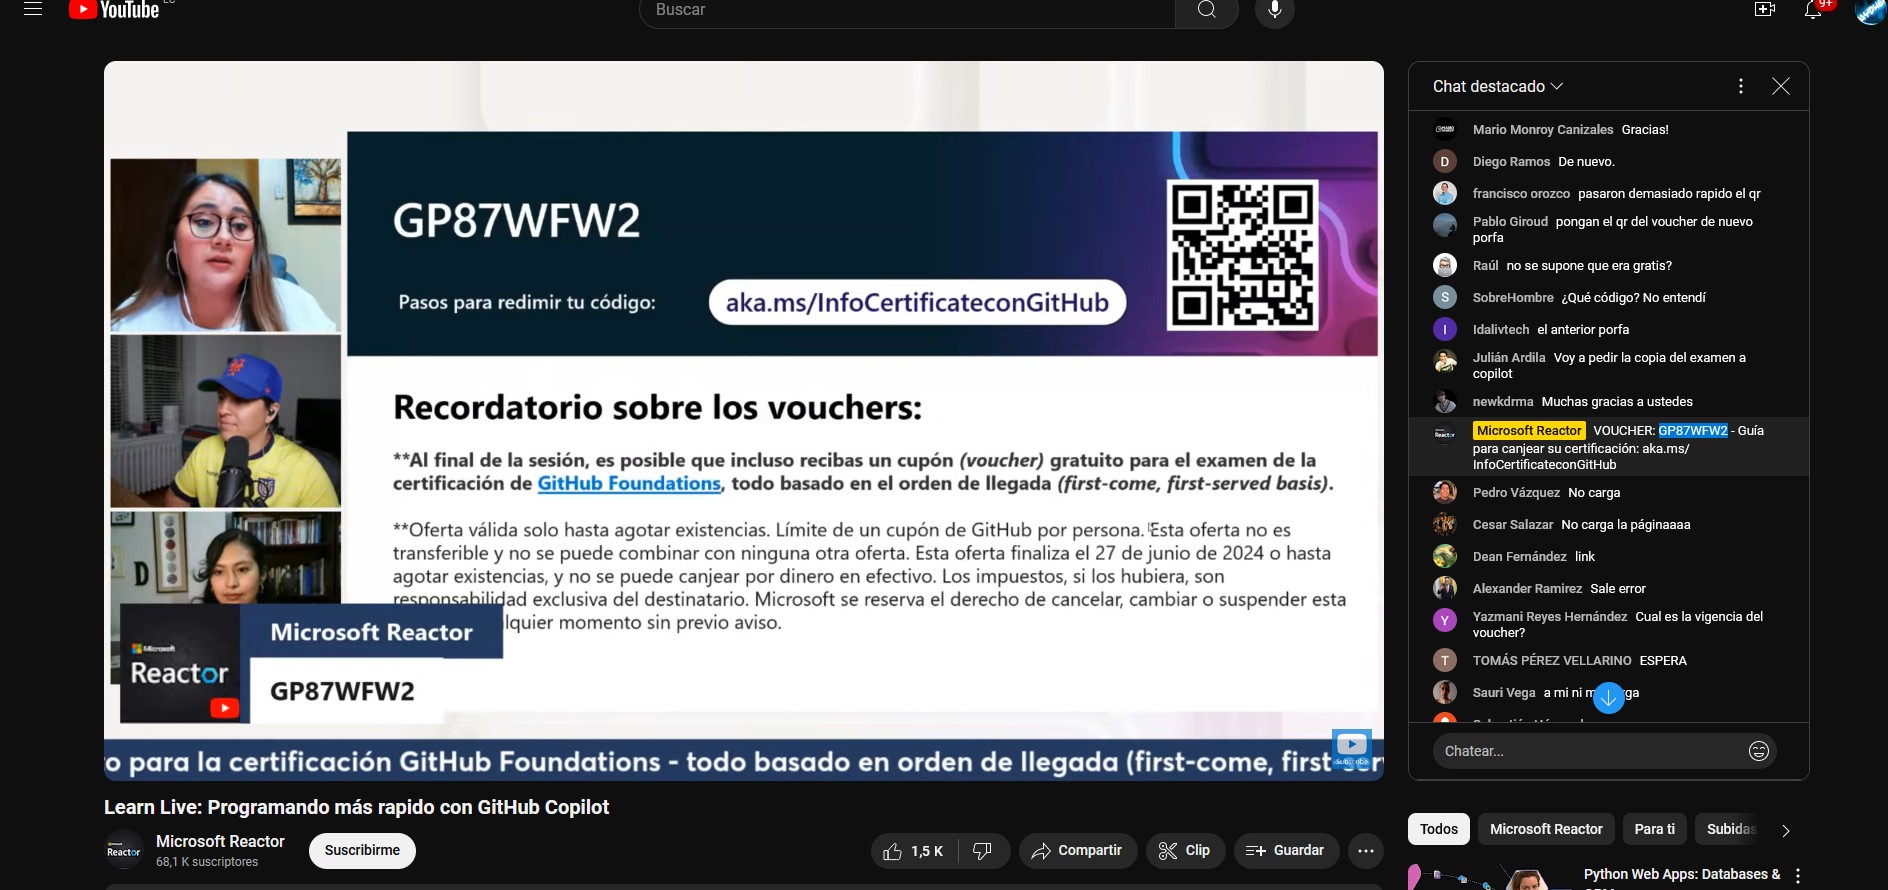 YouTube
Buscar
9+
GP87WFW2
Pasos para redimir tu código:
aka.ms/InfoCertificateconGitHub
Recordatorio sobre los vouchers:
**Al final de la sesión, es posible que incluso recibas un cupón (voucher) gratuito para el examen de la
certificación de GitHub Foundations, todo basado en el orden de llegada (first-come, first-served basis).
**Oferta válida solo hasta agotar existencias. Límite de un cupón de GitHub por persona. Esta oferta no es
transferible y no se puede combinar con ninguna otra oferta. Esta oferta finaliza el 27 de junio de 2024 o hasta
agotar existencias, y no se puede canjear por dinero en efectivo. Los impuestos, si los hubiera, son
responsabilidad exclusiva del destinatario. Microsoft se reserva el derecho de cancelar, cambiar o suspender esta
lquier momento sin previo aviso.
D
Microsoft
Reactor
Microsoft Reactor
GP87WFW2
Subscribe
o para la certificación GitHub Foundations - todo basado en orden de llegada (first-come, first-ser
Learn Live: Programando más rapido con GitHub Copilot
Reactor
Microsoft Reactor
68,1 K suscriptores
Suscribirme
1,5 K
Compartir
Clip
Guardar
Chat destacado
Mario Monroy Canizales Gracias!
D Diego Ramos De nuevo.
francisco orozco pasaron demasiado rapido el qr
Pablo Giroud pongan el qr del voucher de nuevo
porfa
Raúl no se supone que era gratis?
S SobreHombre ¿Qué código? No entendí
I Idalivtech el anterior porfa
Julián Ardila Voy a pedir la copia del examen a
copilot
newkdrma Muchas gracias a ustedes
Reactor Microsoft Reactor VOUCHER: GP87WFW2 - Guía
para canjear su certificación: aka.ms/
InfoCertificateconGitHub
Pedro Vázquez No carga
Cesar Salazar No carga la páginaaaa
Dean Fernández link
Alexander Ramirez Sale error
Y Yazmani Reyes Hernández Cual es la vigencia del
voucher?
T TOMÁS PÉREZ VELLARINO ESPERA
Sauri Vega a mi ni m rga
Chatear...
Todos
Microsoft Reactor
Para ti
Subidas
Python Web Apps: Databases &